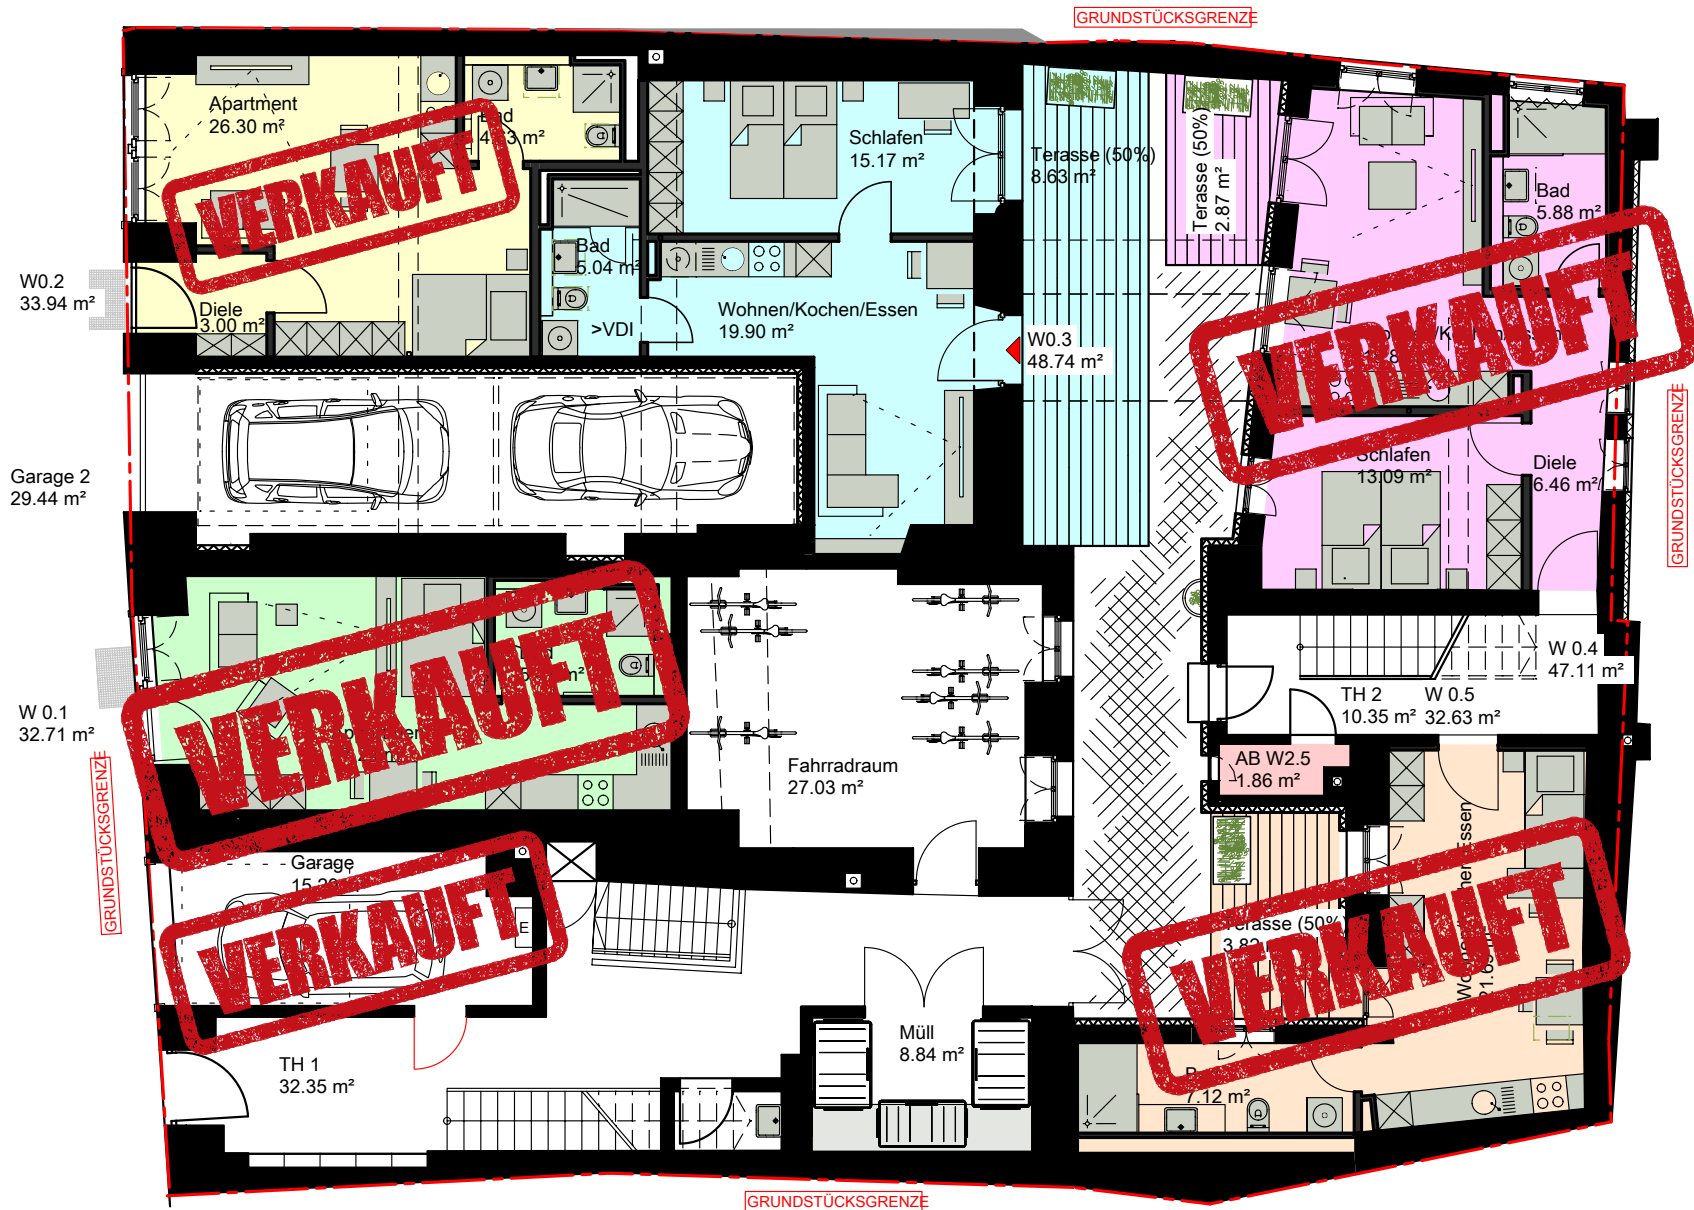 GRUNDSTÜCKSGRENZE
Apartment
26.30 m²
Bad
VERKAUFT
Schlafen
15.17 m²
Terasse (50%)
8.63 m²
Terasse (50%)
2.87 m²
Bad
5.88 m²
Bad
5.04 m²
W0.2
33.94 m²
Diele
3.00 m²
>VDI
Wohnen/Kochen/Essen
19.90 m²
W0.3
48.74 m²
VERKAUFT
GRUNDSTÜCKSGRENZE
Garage 2
29.44 m²
Schlafen
13.09 m²
Diele
6.46 m²
VERKAUFT
W 0.1
32.71 m²
W 0.4
47.11 m²
TH 2
10.35 m²
W 0.5
32.63 m²
GRUNDSTÜCKSGRENZE
Fahrradraum
27.03 m²
AB W2.5
1.86 m²
Garage
VERKAUFT
E
Terasse (50%)
VERKAUFT
Müll
8.84 m²
TH 1
32.35 m²
7.12 m²
GRUNDSTÜCKSGRENZE